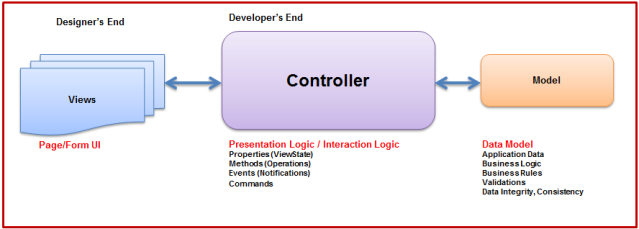 Designer's End
Developer's End
Views
Controller
Model
Page/Form UI
Presentation Logic / Interaction Logic
Properties (ViewState)
Methods (Operations)
Events (Notifications)
Commands
Data Model
Application Data
Business Logic
Business Rules
Validations
Data Integrity, Consistency